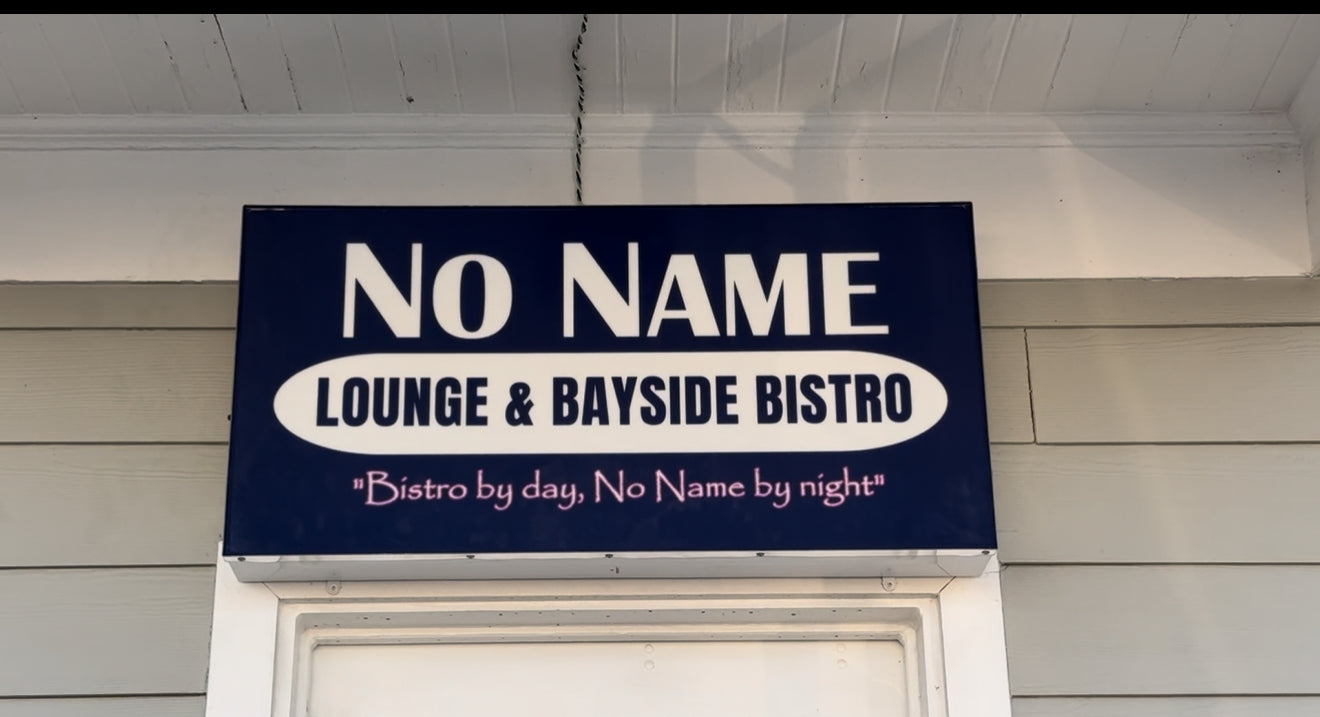 No Name
LOUNGE & BAYSIDE BISTRO
"Bistro by day, No Name by night"